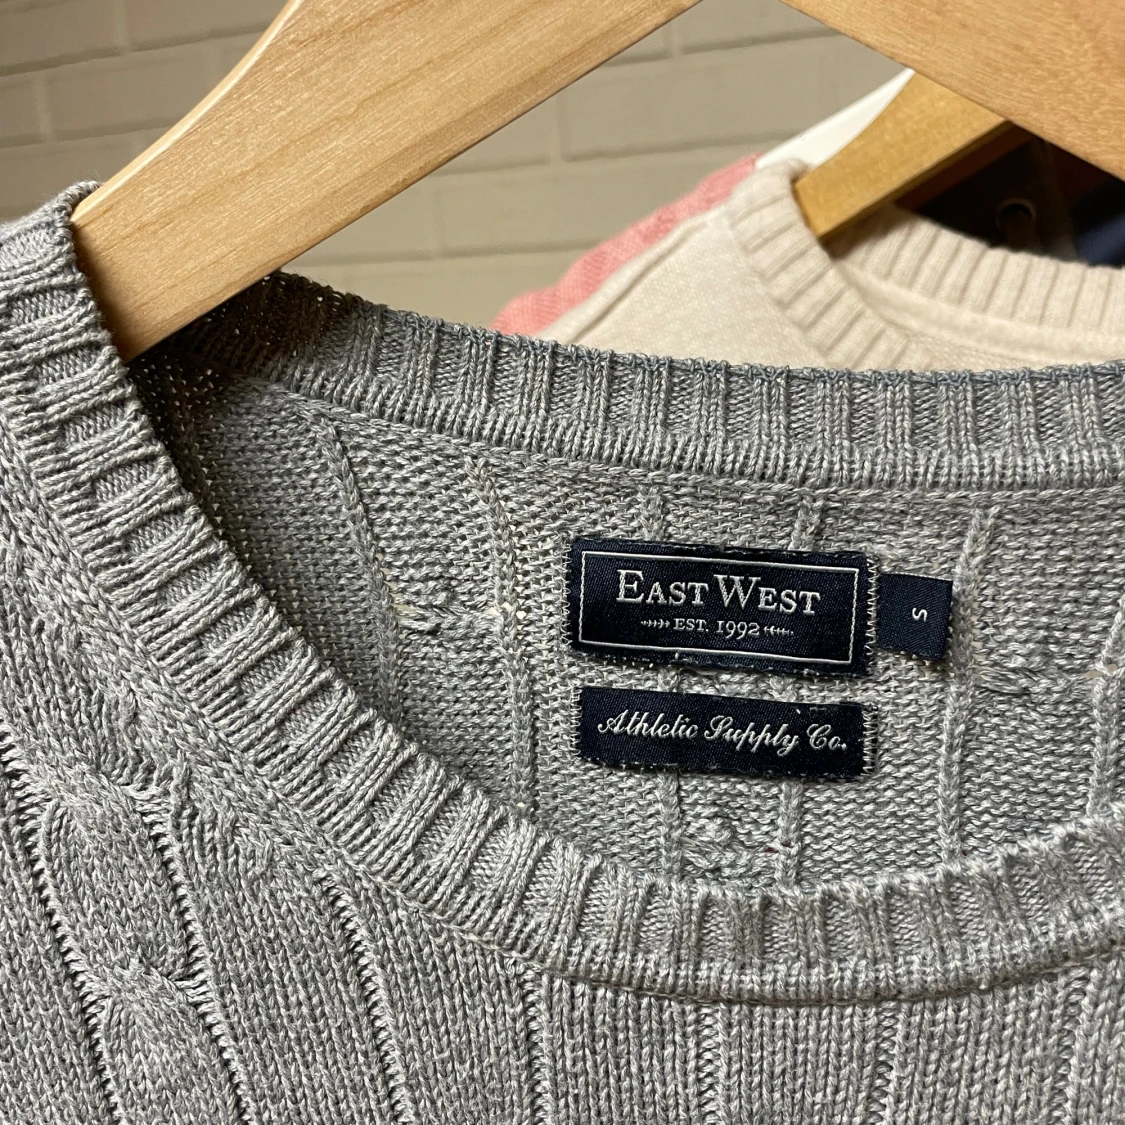 EAST WEST
EST. 1992
S
Athletic Supply Co.